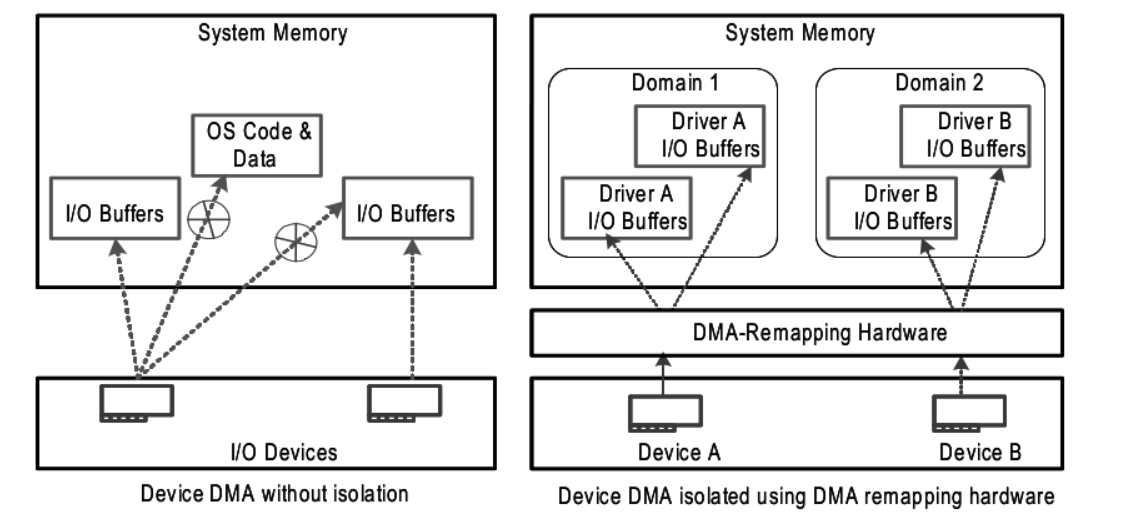 System Memory
OS Code &
Data
I/O Buffers
I/O Buffers
I/O Devices
Device DMA without isolation
System Memory
Domain 1
Driver A
I/O Buffers
Driver A
I/O Buffers
Domain 2
Driver B
I/O Buffers
Driver B
I/O Buffers
DMA-Remapping Hardware
Device A
Device B
Device DMA isolated using DMA remapping hardware